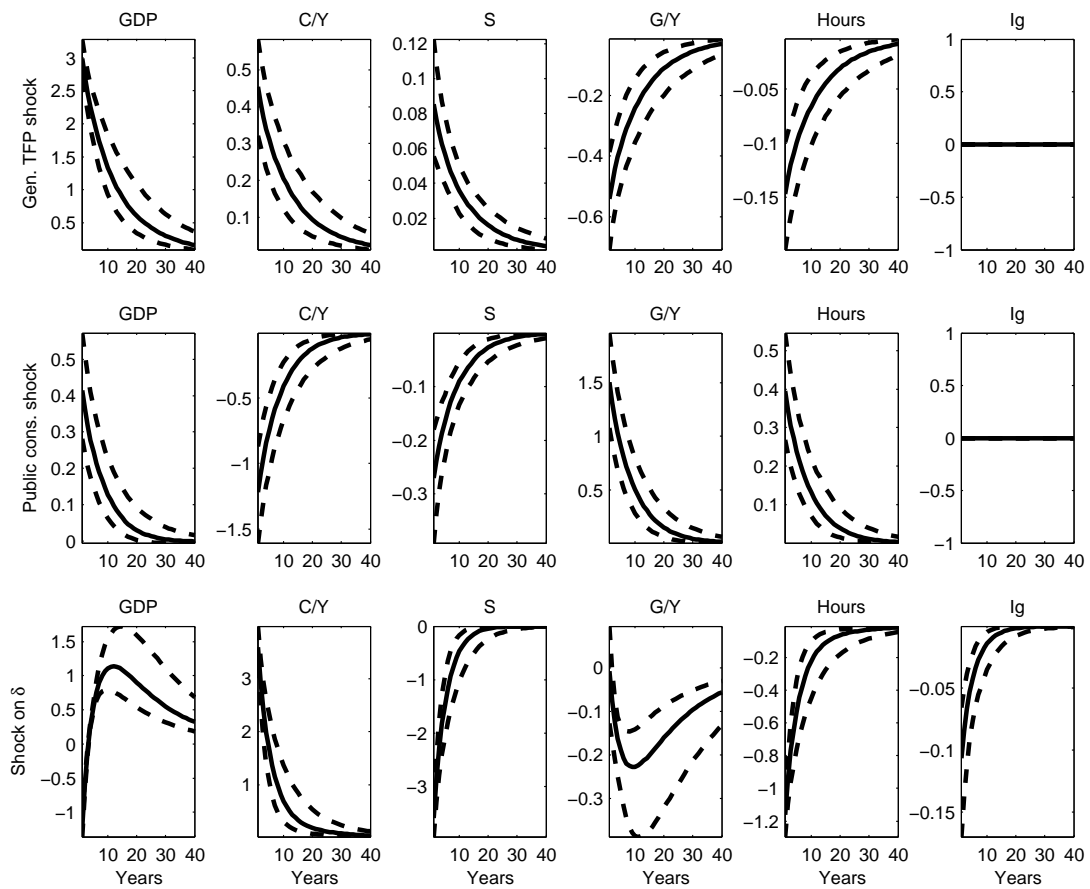 GDP C/Y S G/Y Hours Ig
Gen. TFP shock
3 2.5 2 1.5 1 0.5
0.5 0.4 0.3 0.2 0.1
0.12 0.1 0.08 0.06 0.04 0.02
−0.2 −0.4 −0.6
−0.05 −0.1 −0.15
1 0.5 0 −0.5 −1
10 20 30 40 10 20 30 40 10 20 30 40 10 20 30 40 10 20 30 40 10 20 30 40
GDP C/Y S G/Y Hours Ig
Public cons. shock
0.5 0.4 0.3 0.2 0.1 0
−0.5 −1 −1.5
−0.1 −0.2 −0.3
1.5 1 0.5
0.5 0.4 0.3 0.2 0.1
1 0.5 0 −0.5 −1
10 20 30 40 10 20 30 40 10 20 30 40 10 20 30 40 10 20 30 40 10 20 30 40
GDP C/Y S G/Y Hours Ig
Shock on δ
1.5 1 0.5 0 −0.5 −1
3 2 1
0 −1 −2 −3
0 −0.1 −0.2 −0.3
−0.2 −0.4 −0.6 −0.8 −1 −1.2
−0.05 −0.1 −0.15
10 20 30 40 10 20 30 40 10 20 30 40 10 20 30 40 10 20 30 40 10 20 30 40
Years Years Years Years Years Years